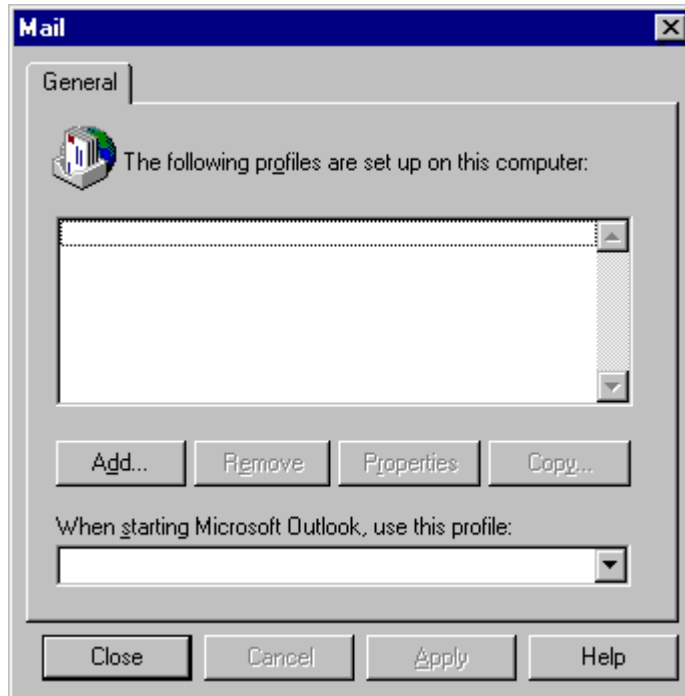 Mail
General
The following profiles are set up on this computer:
Add... Remove Properties Copy...
When starting Microsoft Outlook, use this profile:
Close Cancel Apply Help